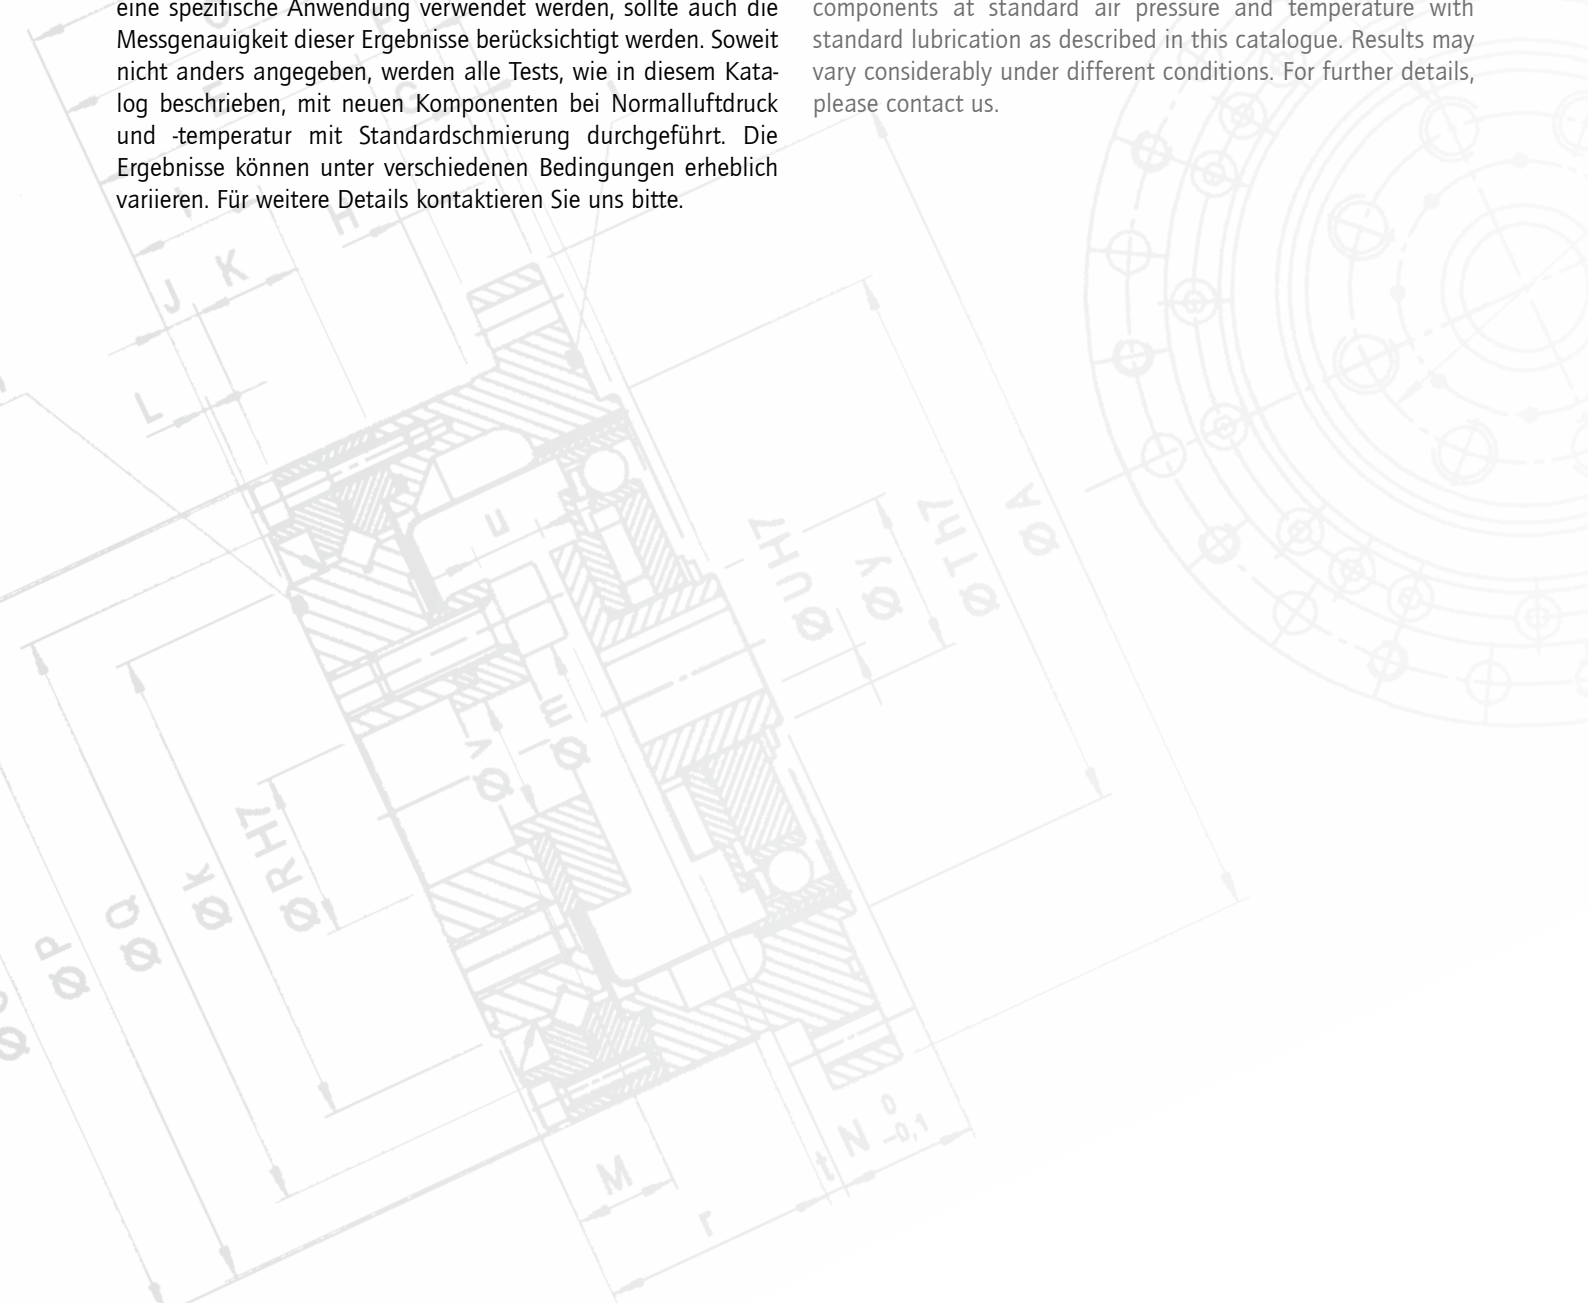 eine spezifische Anwendung verwendet werden, sollte auch die
Messgenauigkeit dieser Ergebnisse berücksichtigt werden. Soweit
nicht anders angegeben, werden alle Tests, wie in diesem Kata-
log beschrieben, mit neuen Komponenten bei Normalluftdruck
und -temperatur mit Standardschmierung durchgeführt. Die
Ergebnisse können unter verschiedenen Bedingungen erheblich
variieren. Für weitere Details kontaktieren Sie uns bitte.
components at standard air pressure and temperature with
standard lubrication as described in this catalogue. Results may
vary considerably under different conditions. For further details,
please contact us.
H
K
J
L
u
ØUH7
ØY
ØTh7
ØA
Øm
ØV
ØRH7
Øk
ØQ
ØP
M
r
t
N 0 -0,1